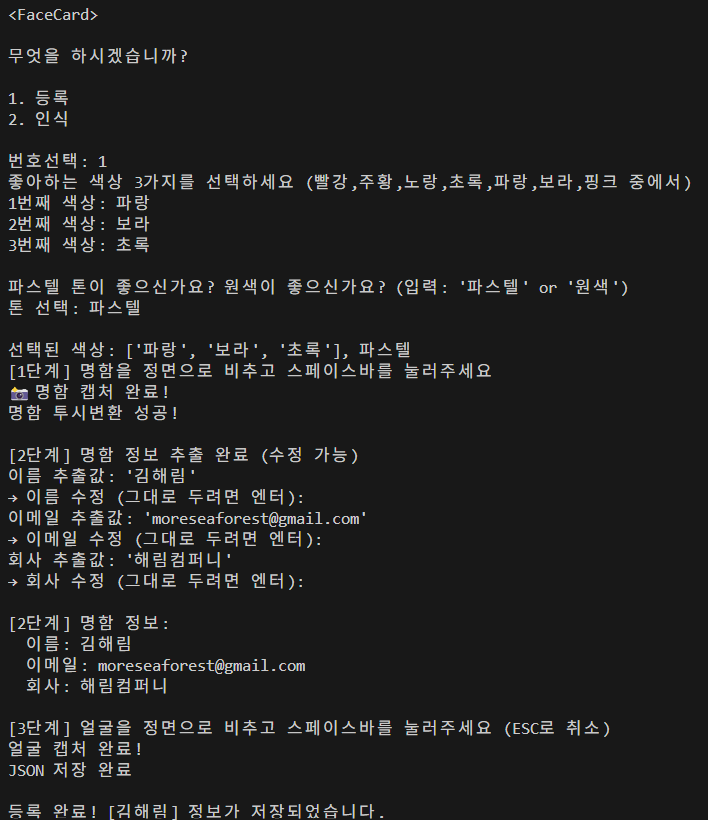 <FaceCard>
무엇을 하시겠습니까?
1. 등록
2. 인식
번호선택: 1
좋아하는 색상 3가지를 선택하세요 (빨강,주황,노랑,초록,파랑,보라,핑크 중에서)
1번째 색상: 파랑
2번째 색상: 보라
3번째 색상: 초록
파스텔 톤이 좋으신가요? 원색이 좋으신가요? (입력: '파스텔' or '원색')
톤 선택: 파스텔
선택된 색상: ['파랑', '보라', '초록'], 파스텔
[1단계] 명함을 정면으로 비추고 스페이스바를 눌러주세요
📸 명함 캡처 완료!
명함 투시변환 성공!
[2단계] 명함 정보 추출 완료 (수정 가능)
이름 추출값: '김해림'
→ 이름 수정 (그대로 두려면 엔터):
이메일 추출값: 'moreseaforest@gmail.com'
→ 이메일 수정 (그대로 두려면 엔터):
회사 추출값: '해림컴퍼니'
→ 회사 수정 (그대로 두려면 엔터):
[2단계] 명함 정보:
이름: 김해림
이메일: moreseaforest@gmail.com
회사: 해림컴퍼니
[3단계] 얼굴을 정면으로 비추고 스페이스바를 눌러주세요 (ESC로 취소)
얼굴 캡처 완료!
JSON 저장 완료
등록 완료! [김해림] 정보가 저장되었습니다.